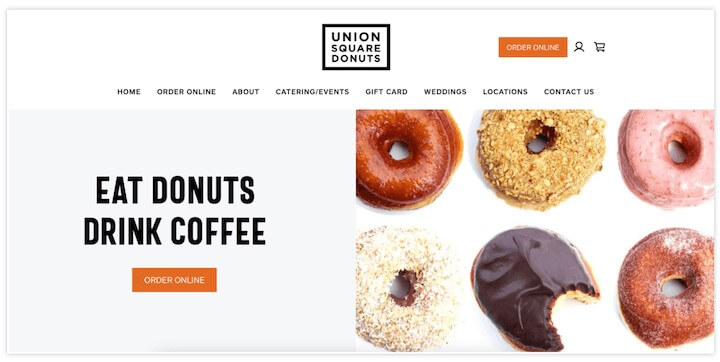 UNION
SQUARE
DONUTS
ORDER ONLINE
HOME ORDER ONLINE ABOUT CATERING/EVENTS GIFT CARD WEDDINGS LOCATIONS CONTACT US
EAT DONUTS
DRINK COFFEE
ORDER ONLINE